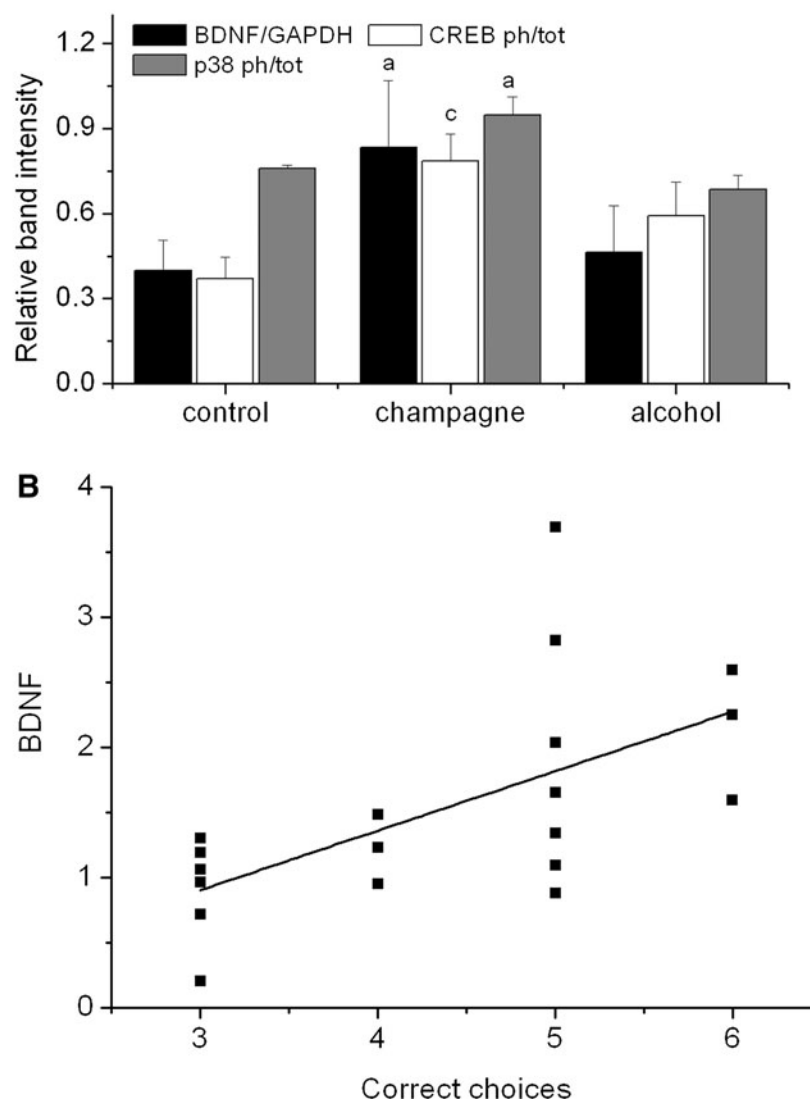 BDNF/GAPDH CREB ph/tot
p38 ph/tot
Relative band intensity
1.2
0.9
0.6
0.3
0.0
a c a
control champagne alcohol
B
BDNF
4
3
2
1
0
3 4 5 6
Correct choices